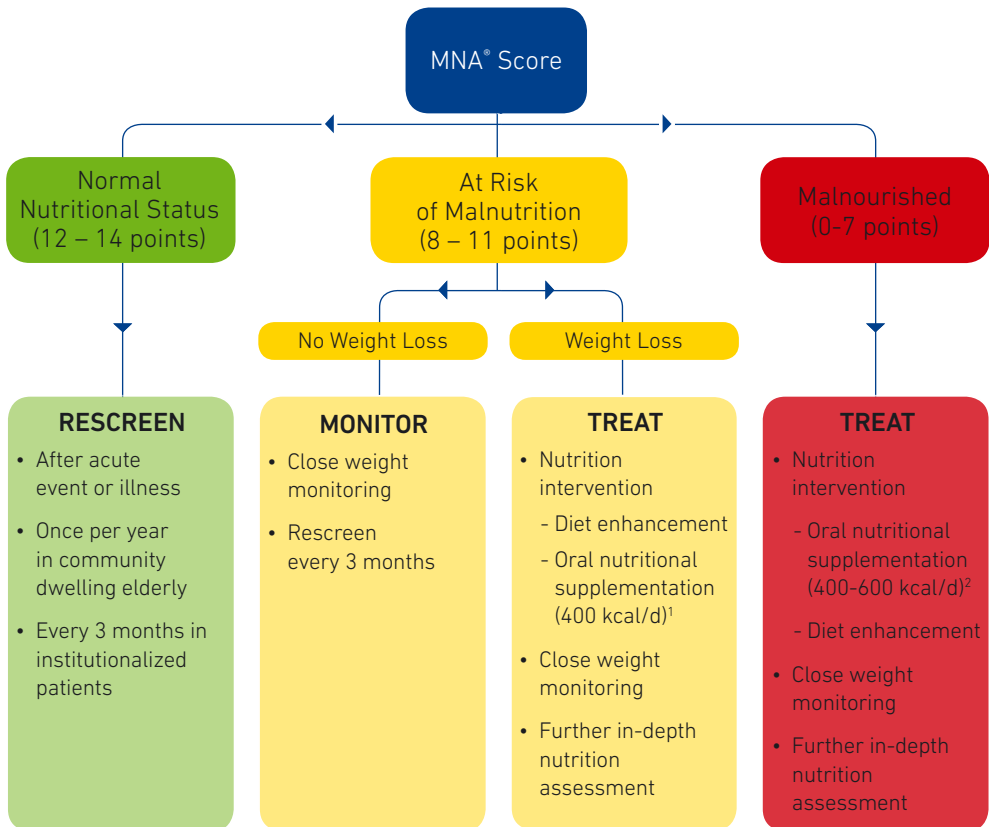 MNA® Score
Normal
Nutritional Status
(12 – 14 points)
At Risk
of Malnutrition
(8 – 11 points)
Malnourished
(0-7 points)
No Weight Loss
Weight Loss
RESCREEN
• After acute
event or illness
• Once per year
in community
dwelling elderly
• Every 3 months in
institutionalized
patients
MONITOR
• Close weight
monitoring
• Rescreen
every 3 months
TREAT
• Nutrition
intervention
- Diet enhancement
- Oral nutritional
supplementation
(400 kcal/d)¹
• Close weight
monitoring
• Further in-depth
nutrition
assessment
TREAT
• Nutrition
intervention
- Oral nutritional
supplementation
(400-600 kcal/d)²
- Diet enhancement
• Close weight
monitoring
• Further in-depth
nutrition
assessment